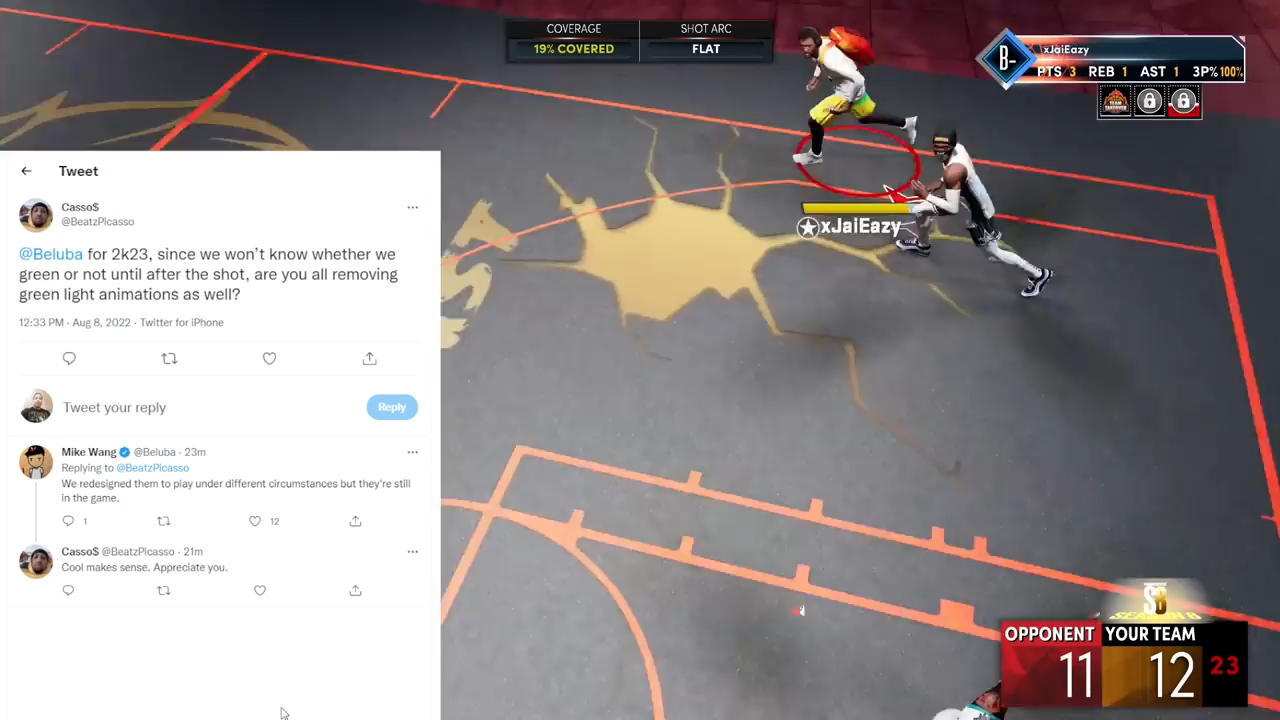 COVERAGE
19% COVERED
SHOT ARC
FLAT
B-
xJaiEazy
PTS 3 REB 1 AST 1 3P% 100%
TEAM
TAKEOVER
xJaiEazy
Tweet
Casso$
@BeatzPicasso
@Beluba for 2k23, since we won't know whether we
green or not until after the shot, are you all removing
green light animations as well?
12:33 PM · Aug 8, 2022 · Twitter for iPhone
Tweet your reply
Reply
Mike Wang @Beluba · 23m
Replying to @BeatzPicasso
We redesigned them to play under different circumstances but they're still
in the game.
1
12
Casso$ @BeatzPicasso · 21m
Cool makes sense. Appreciate you.
S8
SEASON 8
OPPONENT
11
YOUR TEAM
12
23